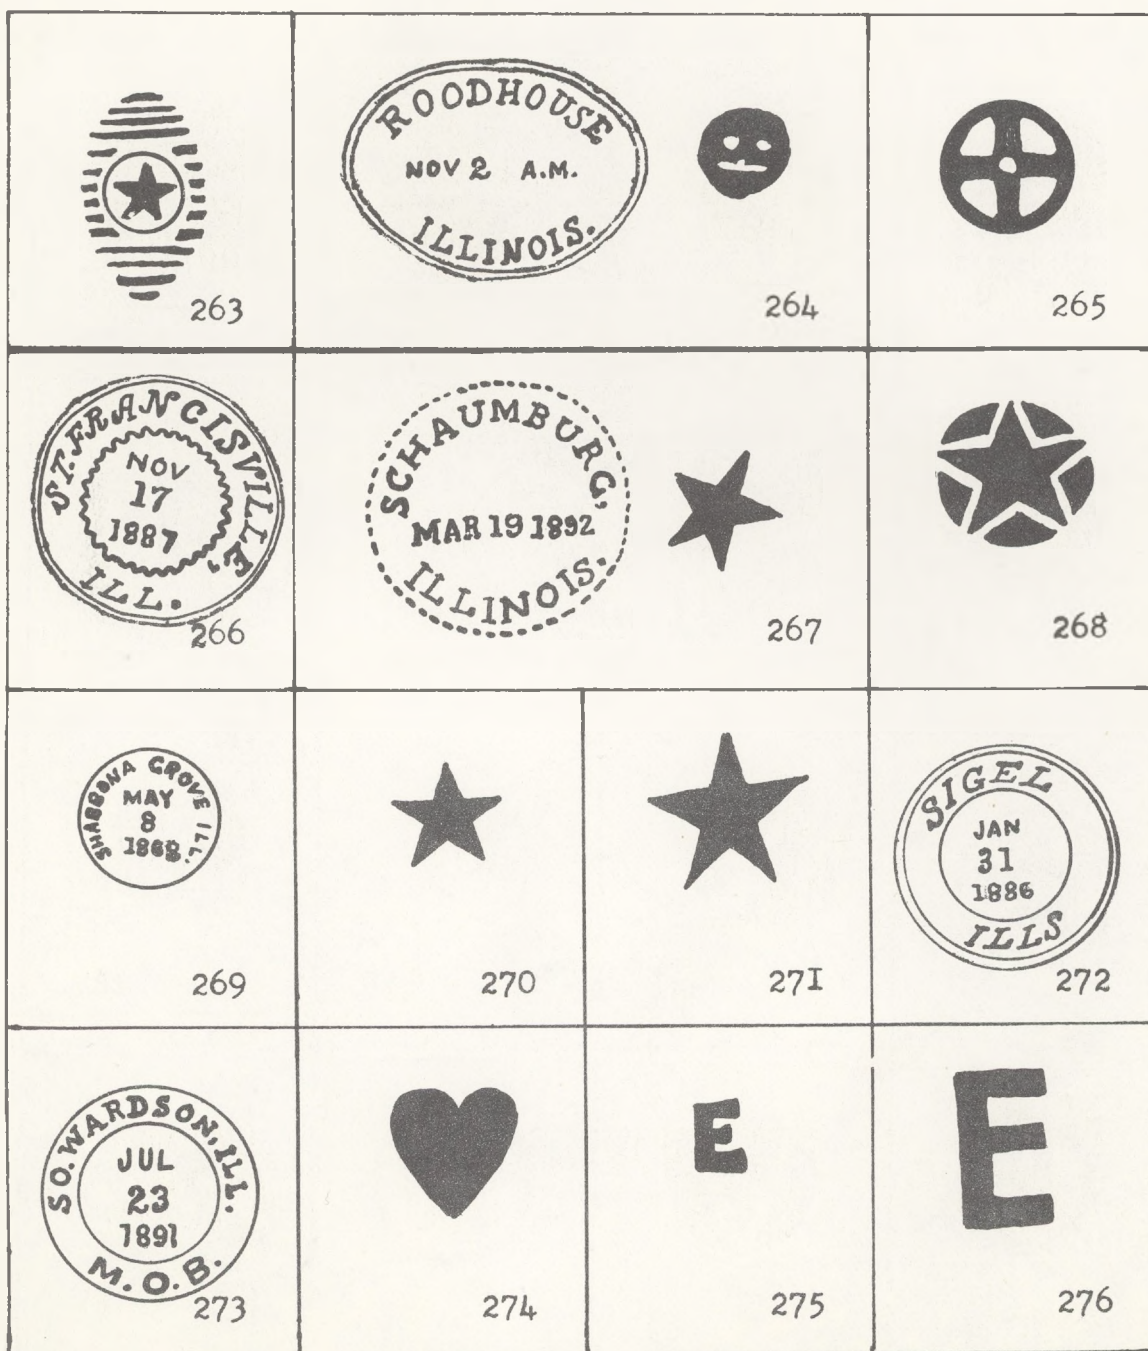 263
ROODHOUSE
NOV 2 A.M.
ILLINOIS.
264
265
ST. FRANCISVILLE,
NOV
17
1887
ILL.
266
SCHAUMBURG,
MAR 19 1892
ILLINOIS.
267
268
SHABBONA GROVE ILL.
MAY
8
1868
269
270
271
SIGEL
JAN
31
1886
ILLS
272
SO. WARDSON, ILL.
JUL
23
1891
M.O.B.
273
274
E
275
E
276